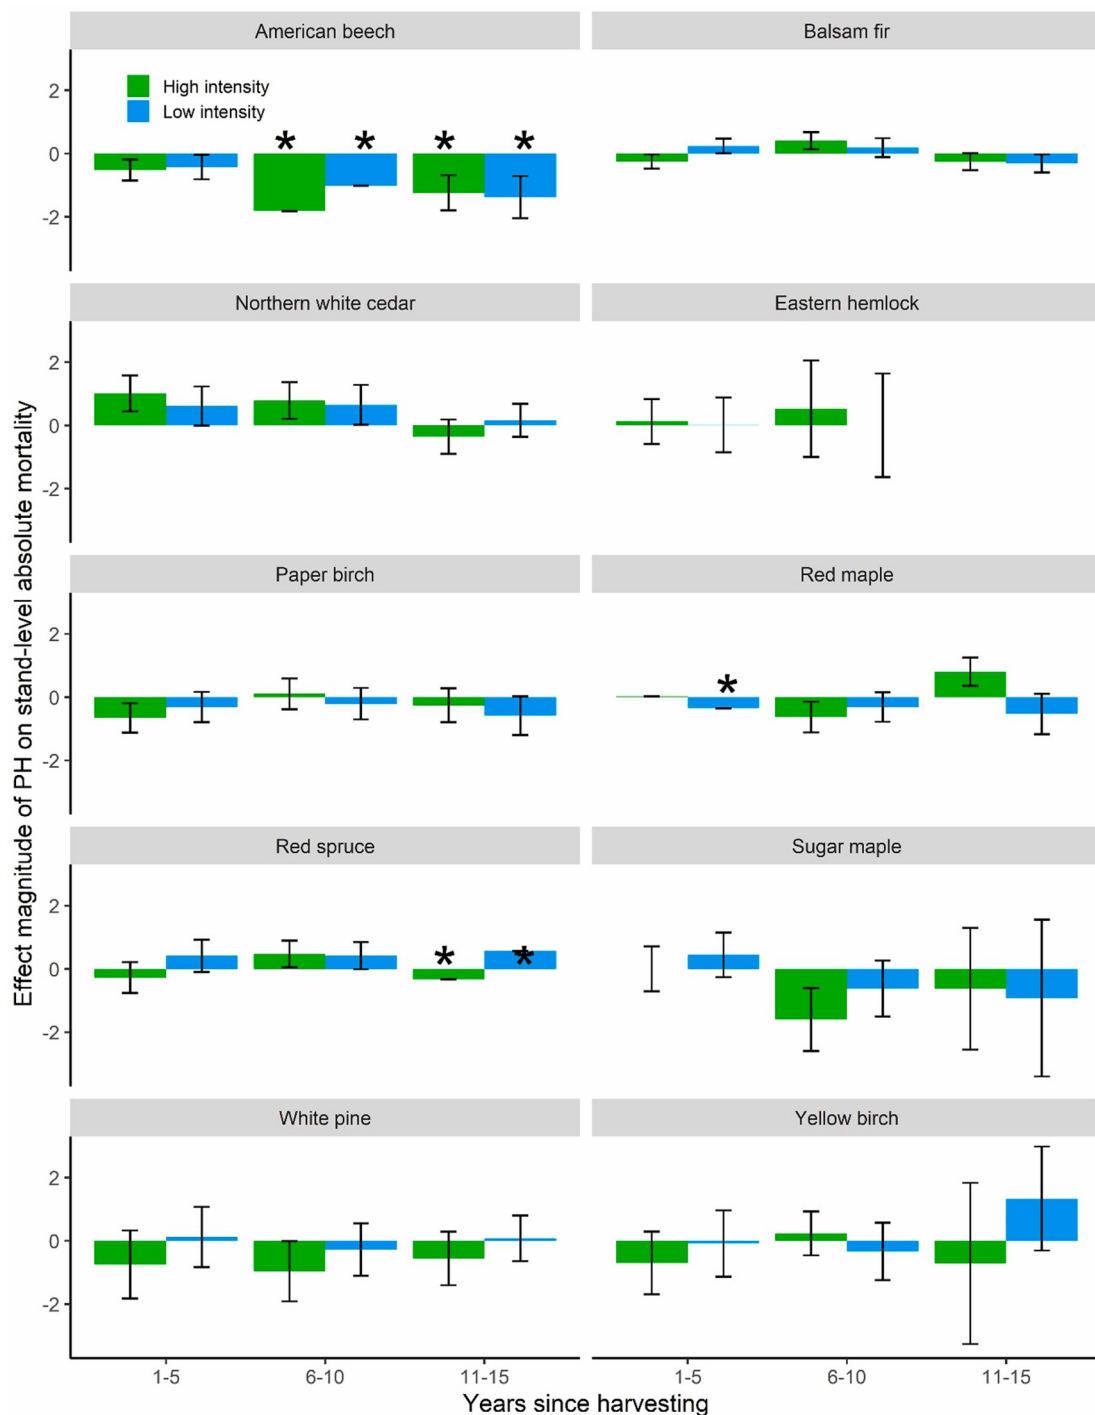 American beech
Balsam fir
High intensity
Low intensity
2
0
-2
* * * *
Northern white cedar
Eastern hemlock
2
0
-2
Paper birch
Red maple
2
0
-2
*
Red spruce
Sugar maple
2
0
-2
* *
White pine
Yellow birch
2
0
-2
1-5 6-10 11-15
1-5 6-10 11-15
Years since harvesting
Effect magnitude of PH on stand-level absolute mortality